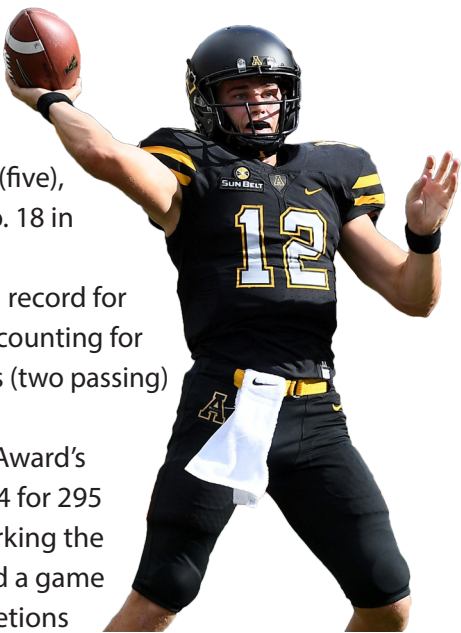 (five),
o. 18 in
record for
counting for
s (two passing)
Award’s
4 for 295
rking the
d a game
etions
SUN BELT
12
A